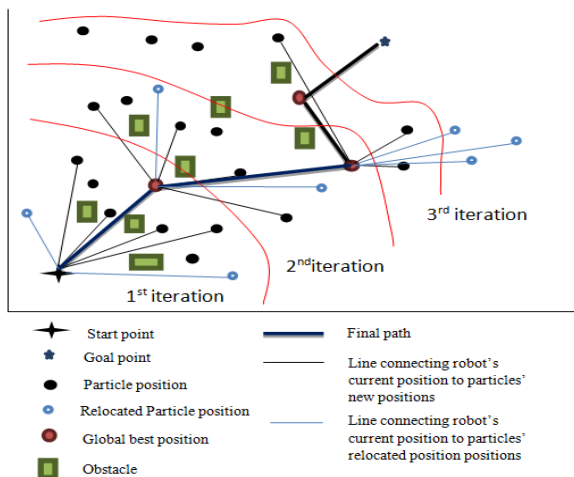 3rd iteration
2nditeration
1st iteration
Start point
Goal point
Particle position
Relocated Particle position
Global best position
Obstacle
Final path
Line connecting robot's
current position to particles'
new positions
Line connecting robot's
current position to particles'
relocated position positions